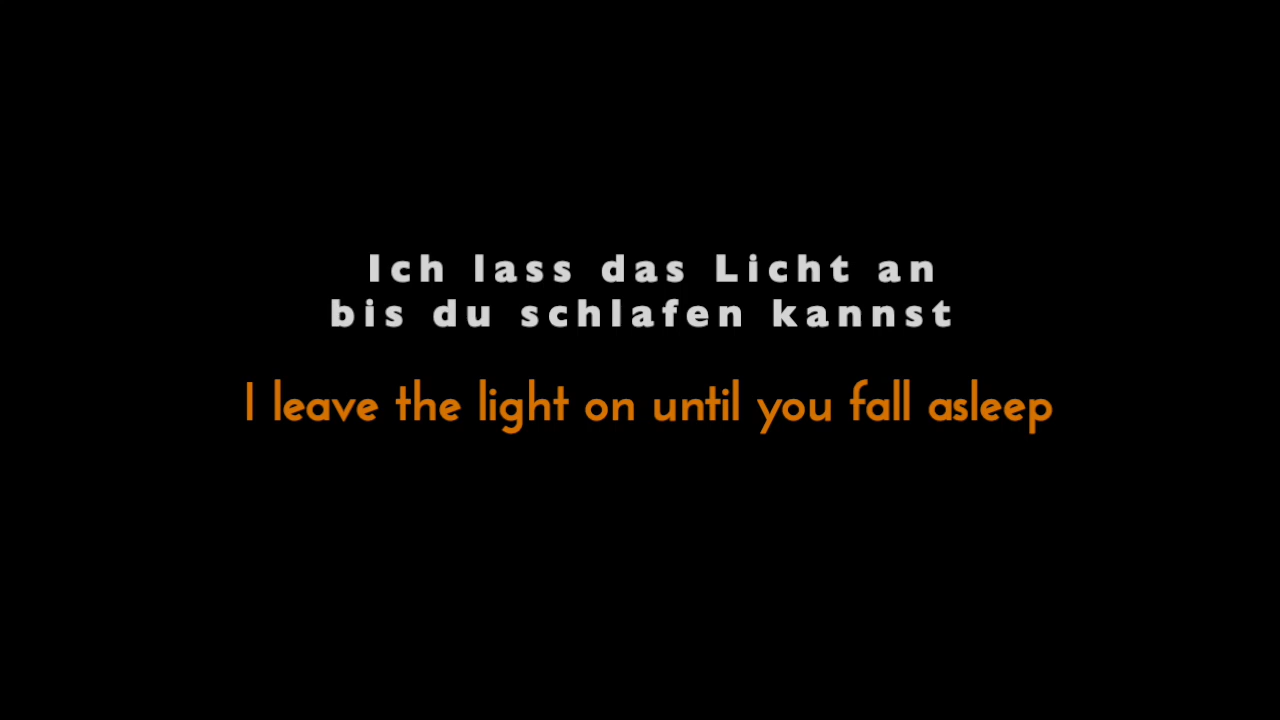 Ich lass das Licht an
bis du schlafen kannst
I leave the light on until you fall asleep